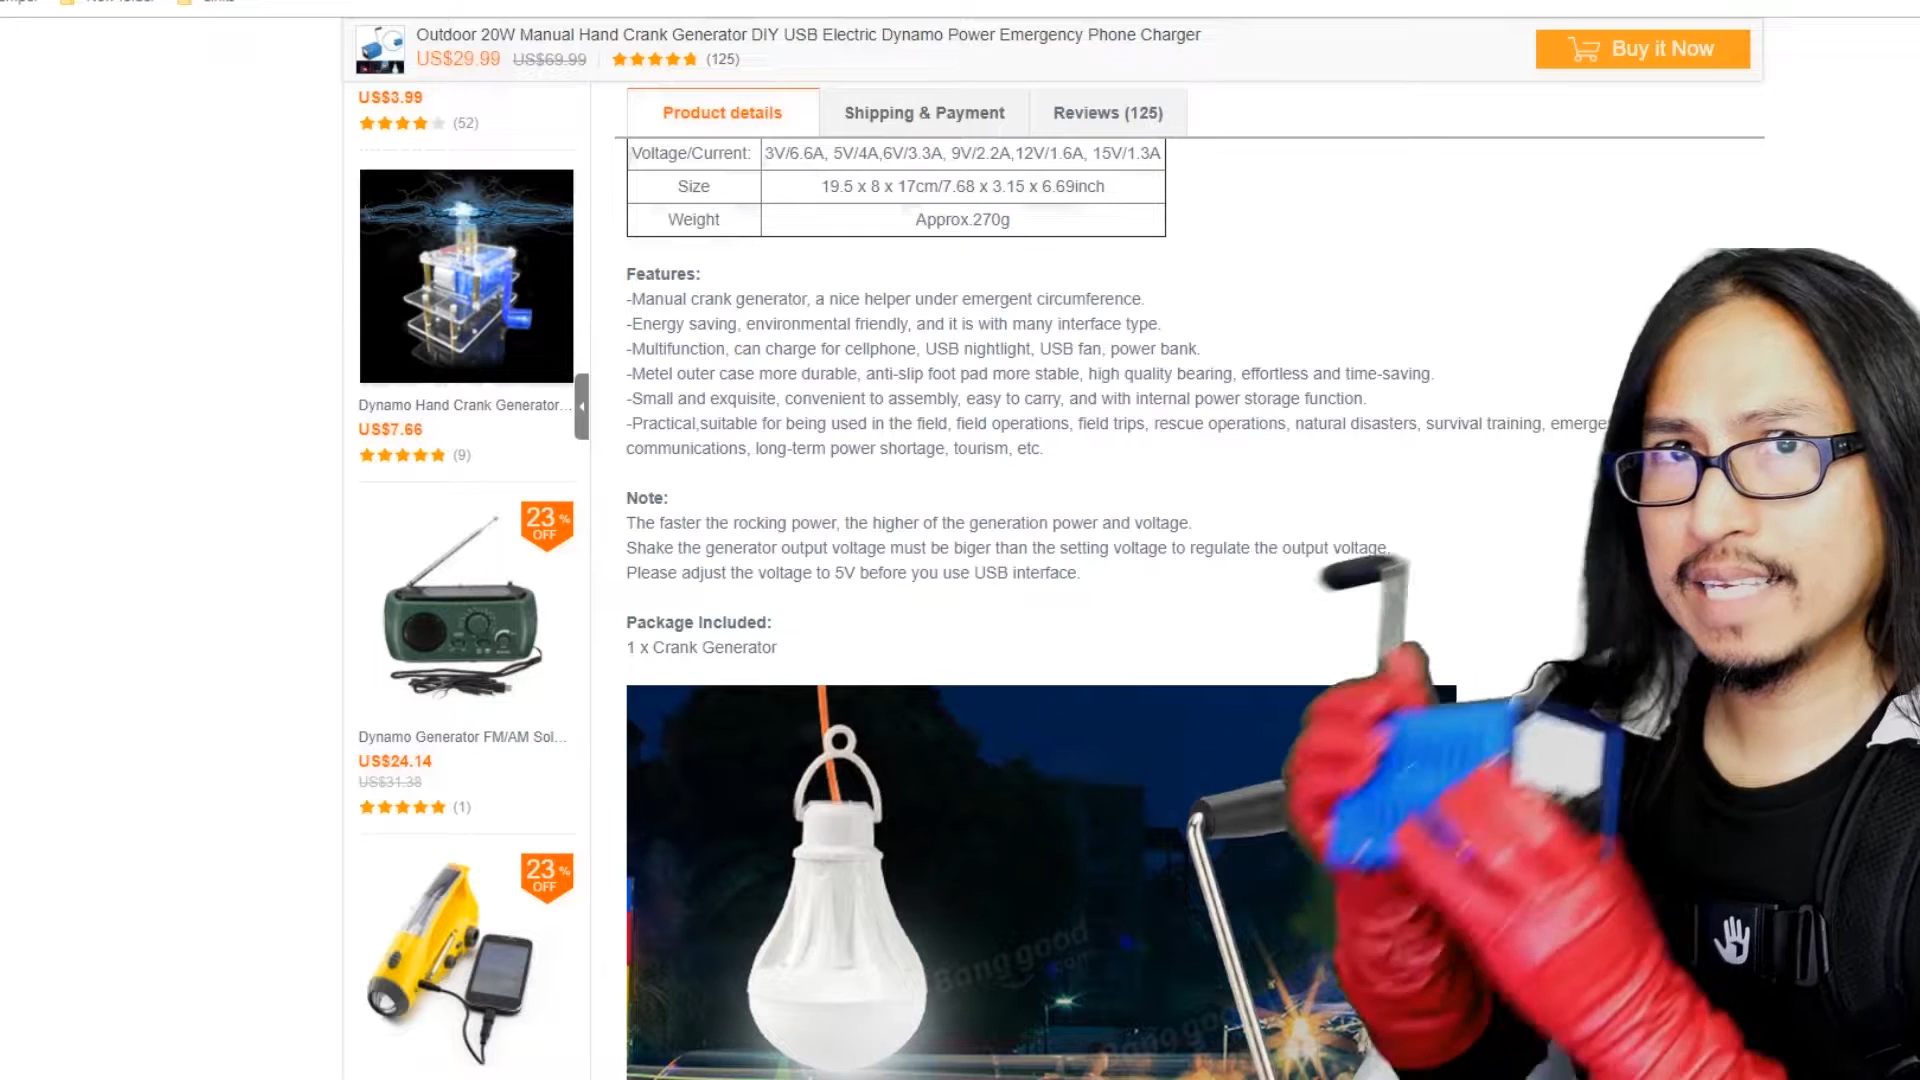 Outdoor 20W Manual Hand Crank Generator DIY USB Electric Dynamo Power Emergency Phone Charger
US$29.99 US$69.99 (125)
Buy it Now
US$3.99
(52)
Dynamo Hand Crank Generator...
US$7.66
(9)
23 % OFF
Dynamo Generator FM/AM Sol...
US$24.14
US$31.38
(1)
23 % OFF
Product details
Shipping & Payment
Reviews (125)
Voltage/Current: 3V/6.6A, 5V/4A,6V/3.3A, 9V/2.2A,12V/1.6A, 15V/1.3A
Size 19.5 x 8 x 17cm/7.68 x 3.15 x 6.69inch
Weight Approx.270g
Features:
-Manual crank generator, a nice helper under emergent circumference.
-Energy saving, environmental friendly, and it is with many interface type.
-Multifunction, can charge for cellphone, USB nightlight, USB fan, power bank.
-Metel outer case more durable, anti-slip foot pad more stable, high quality bearing, effortless and time-saving.
-Small and exquisite, convenient to assembly, easy to carry, and with internal power storage function.
-Practical,suitable for being used in the field, field operations, field trips, rescue operations, natural disasters, survival training, emerge
communications, long-term power shortage, tourism, etc.
Note:
The faster the rocking power, the higher of the generation power and voltage.
Shake the generator output voltage must be biger than the setting voltage to regulate the output voltage.
Please adjust the voltage to 5V before you use USB interface.
Package Included:
1 x Crank Generator
Banggood
.com